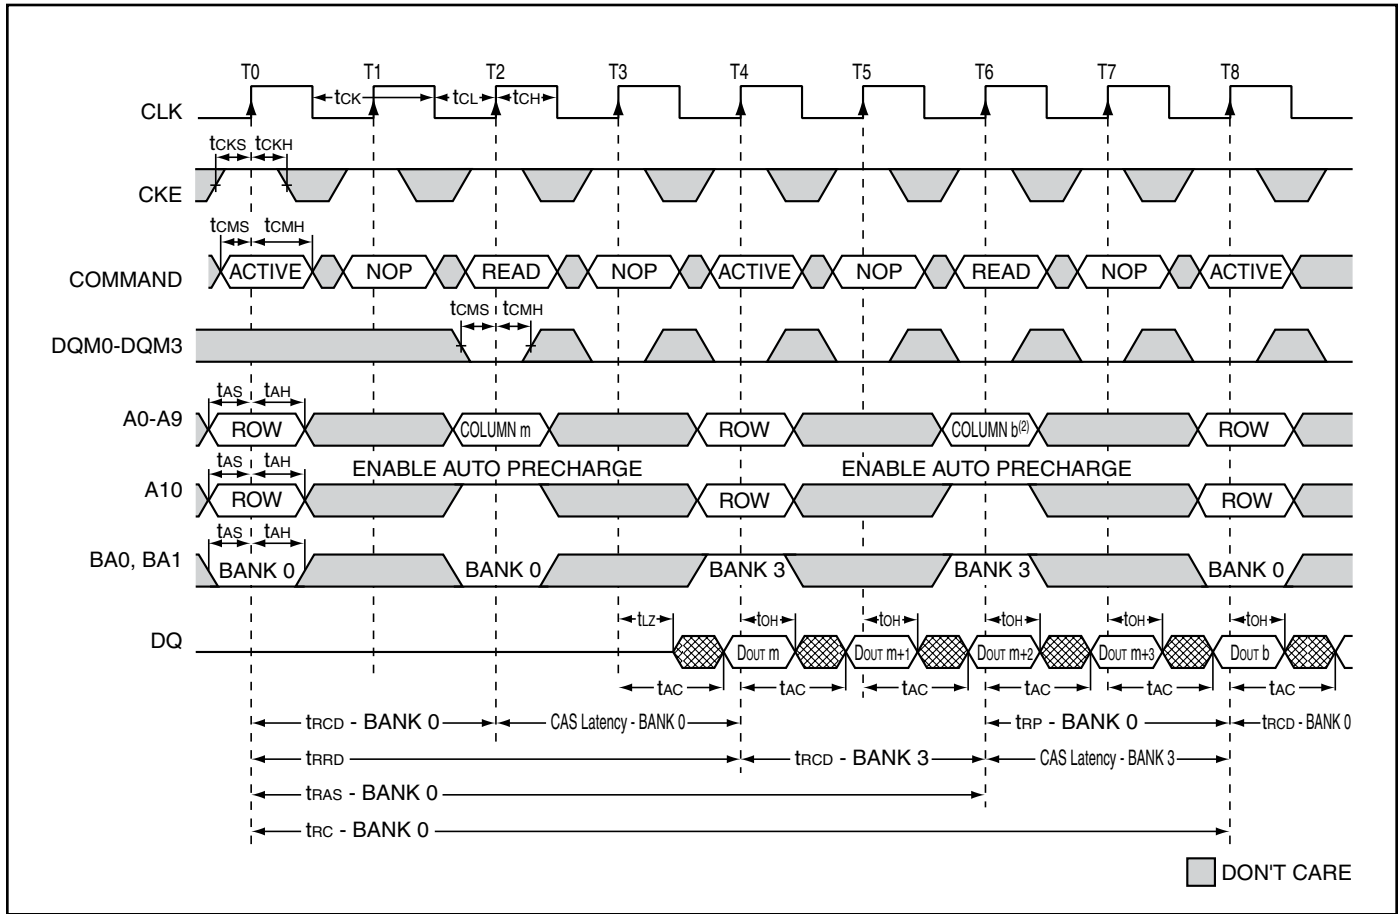 T0 T1 T2 T3 T4 T5 T6 T7 T8
tCK tCL tCH
CLK
tCKS tCKH
CKE
tCMS tCMH
COMMAND ACTIVE NOP READ NOP ACTIVE NOP READ NOP ACTIVE
tCMS tCMH
DQM0-DQM3
tAS tAH
A0-A9 ROW COLUMN m ROW COLUMN b(2) ROW
tAS tAH ENABLE AUTO PRECHARGE ENABLE AUTO PRECHARGE
A10 ROW ROW ROW
tAS tAH
BA0, BA1 BANK 0 BANK 0 BANK 3 BANK 3 BANK 0
tLZ tOH tOH tOH tOH tOH
DQ DOUT m DOUT m+1 DOUT m+2 DOUT m+3 DOUT b
tAC tAC tAC tAC tAC tAC
tRCD - BANK 0 CAS Latency - BANK 0 tRP - BANK 0 tRCD - BANK 0
tRRD tRCD - BANK 3 CAS Latency - BANK 3
tRAS - BANK 0
tRC - BANK 0
DON'T CARE